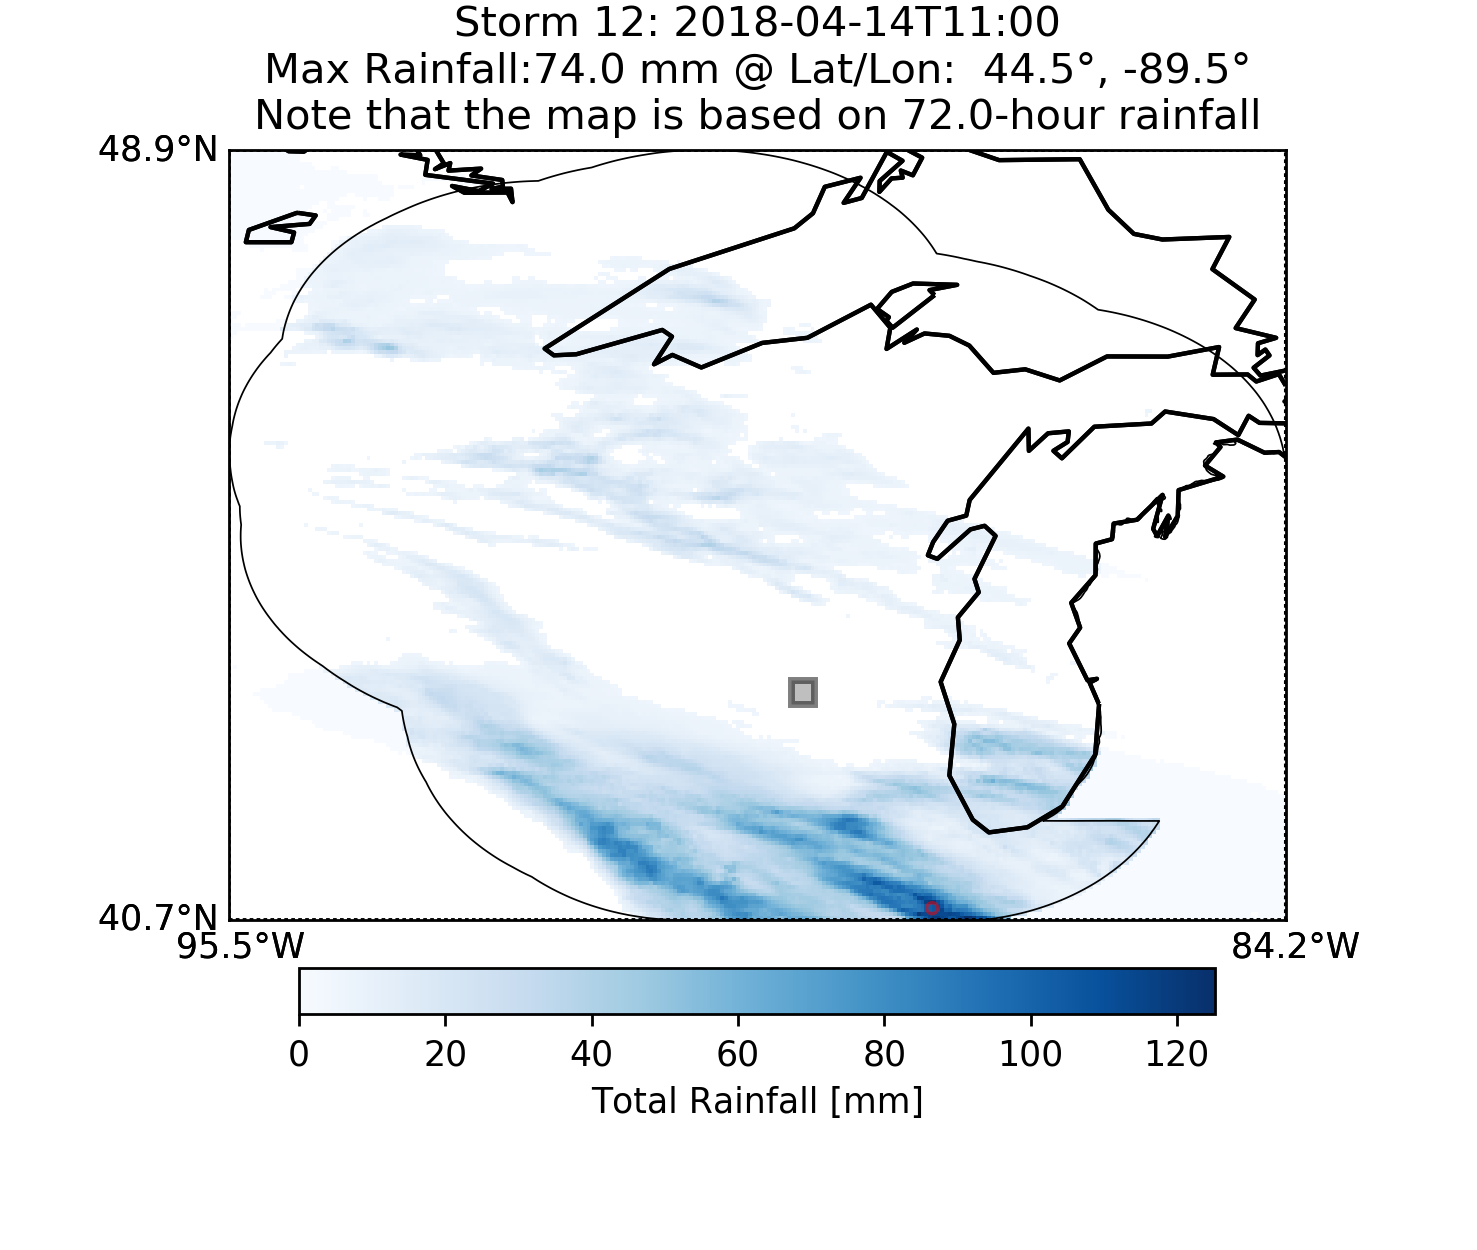 Storm 12: 2018-04-14T11:00
Max Rainfall:74.0 mm @ Lat/Lon:  44.5°, -89.5°
Note that the map is based on 72.0-hour rainfall
48.9°N
40.7°N
95.5°W 84.2°W
0 20 40 60 80 100 120
Total Rainfall [mm]